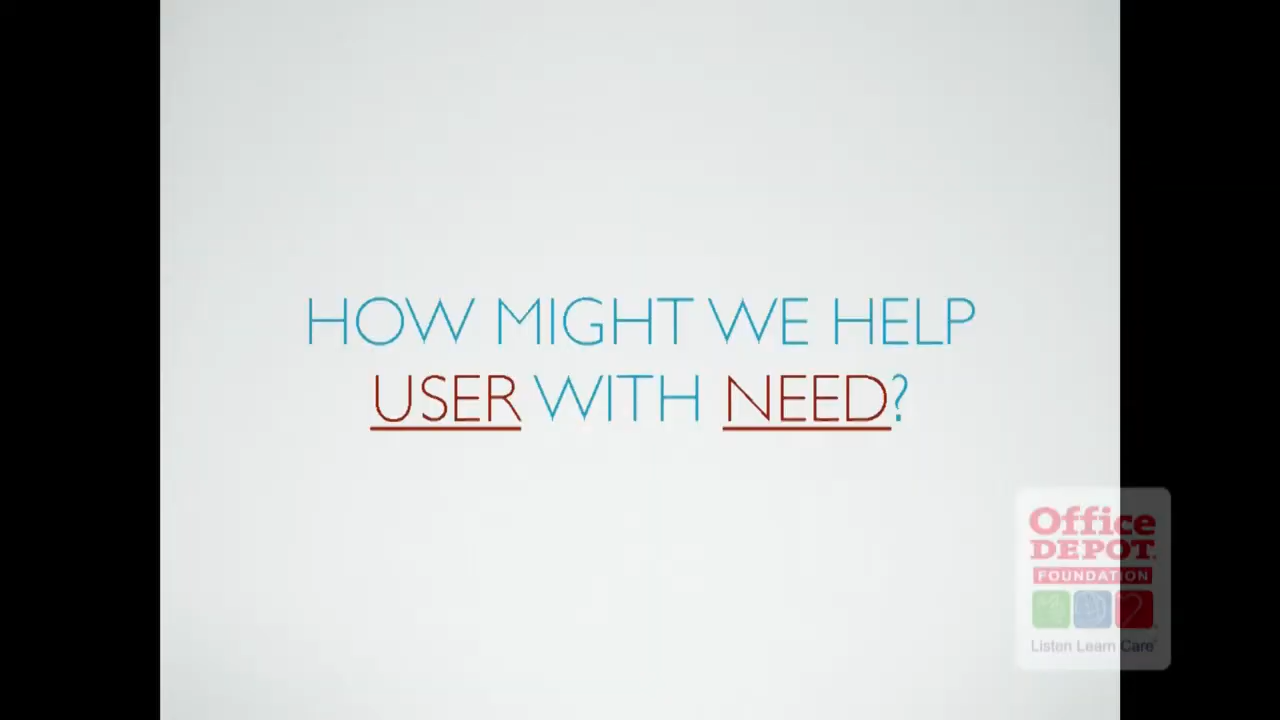 HOW MIGHT WE HELP
USER WITH NEED?
Office
DEPOT
FOUNDATION
Listen Learn Care